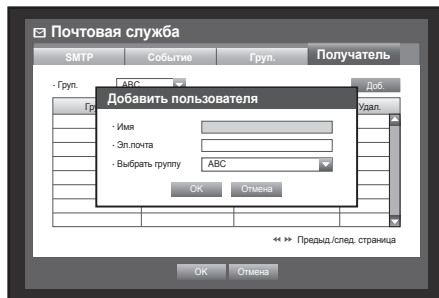 Почтовая служба
SMTP Событие Груп. Получатель
· Груп. ABC Доб.
Гру Удал.
Добавить пользователя
· Имя
· Эл.почта
· Выбрать группу ABC
OK Отмена
Предыд./след. страница
OK Отмена